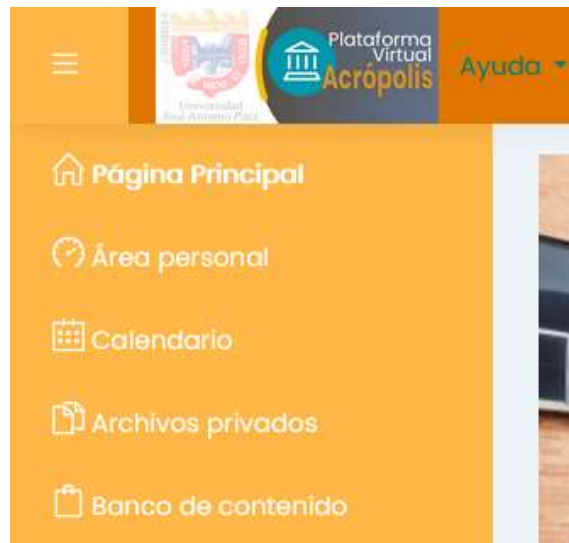 Plataforma
Virtual
Acrópolis
Ayuda
Universidad
José Antonio Páez
Página Principal
Área personal
Calendario
Archivos privados
Banco de contenido